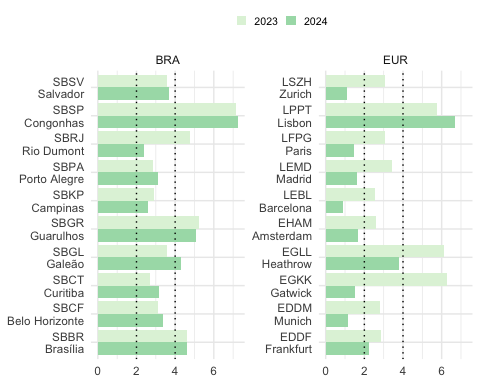 2023 2024
BRA
SBSV
Salvador
SBSP
Congonhas
SBRJ
Rio Dumont
SBPA
Porto Alegre
SBKP
Campinas
SBGR
Guarulhos
SBGL
Galeão
SBCT
Curitiba
SBCF
Belo Horizonte
SBBR
Brasília
0 2 4 6
EUR
LSZH
Zurich
LPPT
Lisbon
LFPG
Paris
LEMD
Madrid
LEBL
Barcelona
EHAM
Amsterdam
EGLL
Heathrow
EGKK
Gatwick
EDDM
Munich
EDDF
Frankfurt
0 2 4 6